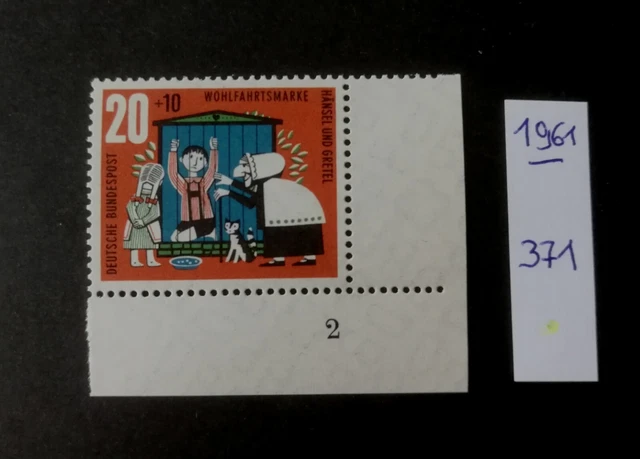 20 +10 WOHLFAHRTSMARKE
HÄNSEL UND GRETEL
DEUTSCHE BUNDESPOST
2
1961
371